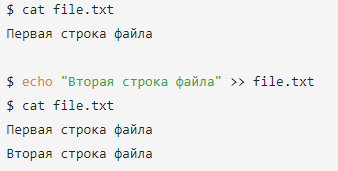 $ cat file.txt
Первая строка файла
$ echo "Вторая строка файла" >> file.txt
$ cat file.txt
Первая строка файла
Вторая строка файла